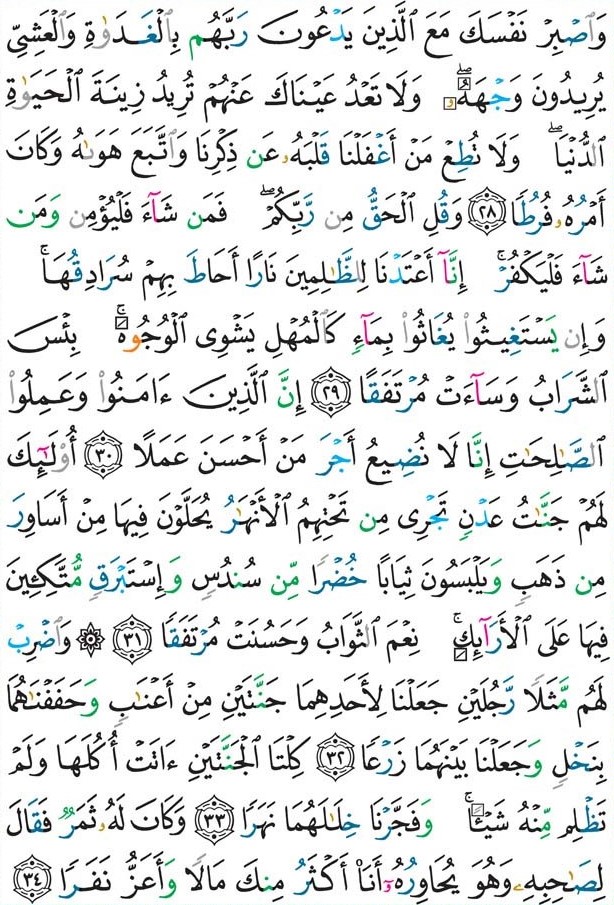 وَٱصۡبِرۡ نَفۡسَكَ مَعَ ٱلَّذِينَ يَدۡعُونَ رَبَّهُم بِٱلۡغَدَوٰةِ وَٱلۡعَشِيِّ
يُرِيدُونَ وَجۡهَهُۥۖ وَلَا تَعۡدُ عَيۡنَاكَ عَنۡهُمۡ تُرِيدُ زِينَةَ ٱلۡحَيَوٰةِ
ٱلدُّنۡيَاۖ وَلَا تُطِعۡ مَنۡ أَغۡفَلۡنَا قَلۡبَهُۥ عَن ذِكۡرِنَا وَٱتَّبَعَ هَوَىٰهُ وَكَانَ
أَمۡرُهُۥ فُرُطٗا ٢٨ وَقُلِ ٱلۡحَقُّ مِن رَّبِّكُمۡۖ فَمَن شَآءَ فَلۡيُؤۡمِن وَمَن
شَآءَ فَلۡيَكۡفُرۡۚ إِنَّآ أَعۡتَدۡنَا لِلظَّٰلِمِينَ نَارًا أَحَاطَ بِهِمۡ سُرَادِقُهَاۚ
وَإِن يَسۡتَغِيثُواْ يُغَاثُواْ بِمَآءٖ كَٱلۡمُهۡلِ يَشۡوِي ٱلۡوُجُوهَۚ بِئۡسَ
ٱلشَّرَابُ وَسَآءَتۡ مُرۡتَفَقًا ٢٩ إِنَّ ٱلَّذِينَ ءَامَنُواْ وَعَمِلُواْ
ٱلصَّٰلِحَٰتِ إِنَّا لَا نُضِيعُ أَجۡرَ مَنۡ أَحۡسَنَ عَمَلًا ٣٠ أُوْلَٰٓئِكَ
لَهُمۡ جَنَّٰتُ عَدۡنٖ تَجۡرِي مِن تَحۡتِهِمُ ٱلۡأَنۡهَٰرُ يُحَلَّوۡنَ فِيهَا مِنۡ أَسَاوِرَ
مِن ذَهَبٖ وَيَلۡبَسُونَ ثِيَابًا خُضۡرٗا مِّن سُندُسٖ وَإِسۡتَبۡرَقٖ مُّتَّكِـِٔينَ
فِيهَا عَلَى ٱلۡأَرَآئِكِۚ نِعۡمَ ٱلثَّوَابُ وَحَسُنَتۡ مُرۡتَفَقٗا ٣١ ۞ وَٱضۡرِبۡ
لَهُم مَّثَلٗا رَّجُلَيۡنِ جَعَلۡنَا لِأَحَدِهِمَا جَنَّتَيۡنِ مِنۡ أَعۡنَٰبٖ وَحَفَفۡنَٰهُمَا
بِنَخۡلٖ وَجَعَلۡنَا بَيۡنَهُمَا زَرۡعٗا ٣٢ كِلۡتَا ٱلۡجَنَّتَيۡنِ ءَاتَتۡ أُكُلَهَا وَلَمۡ
تَظۡلِم مِّنۡهُ شَيۡـٔٗاۚ وَفَجَّرۡنَا خِلَٰلَهُمَا نَهَرٗا ٣٣ وَكَانَ لَهُۥ ثَمَرٞ فَقَالَ
لِصَٰحِبِهِۦ وَهُوَ يُحَاوِرُهُۥٓ أَنَا۠ أَكۡثَرُ مِنكَ مَالٗا وَأَعَزُّ نَفَرٗا ٣٤